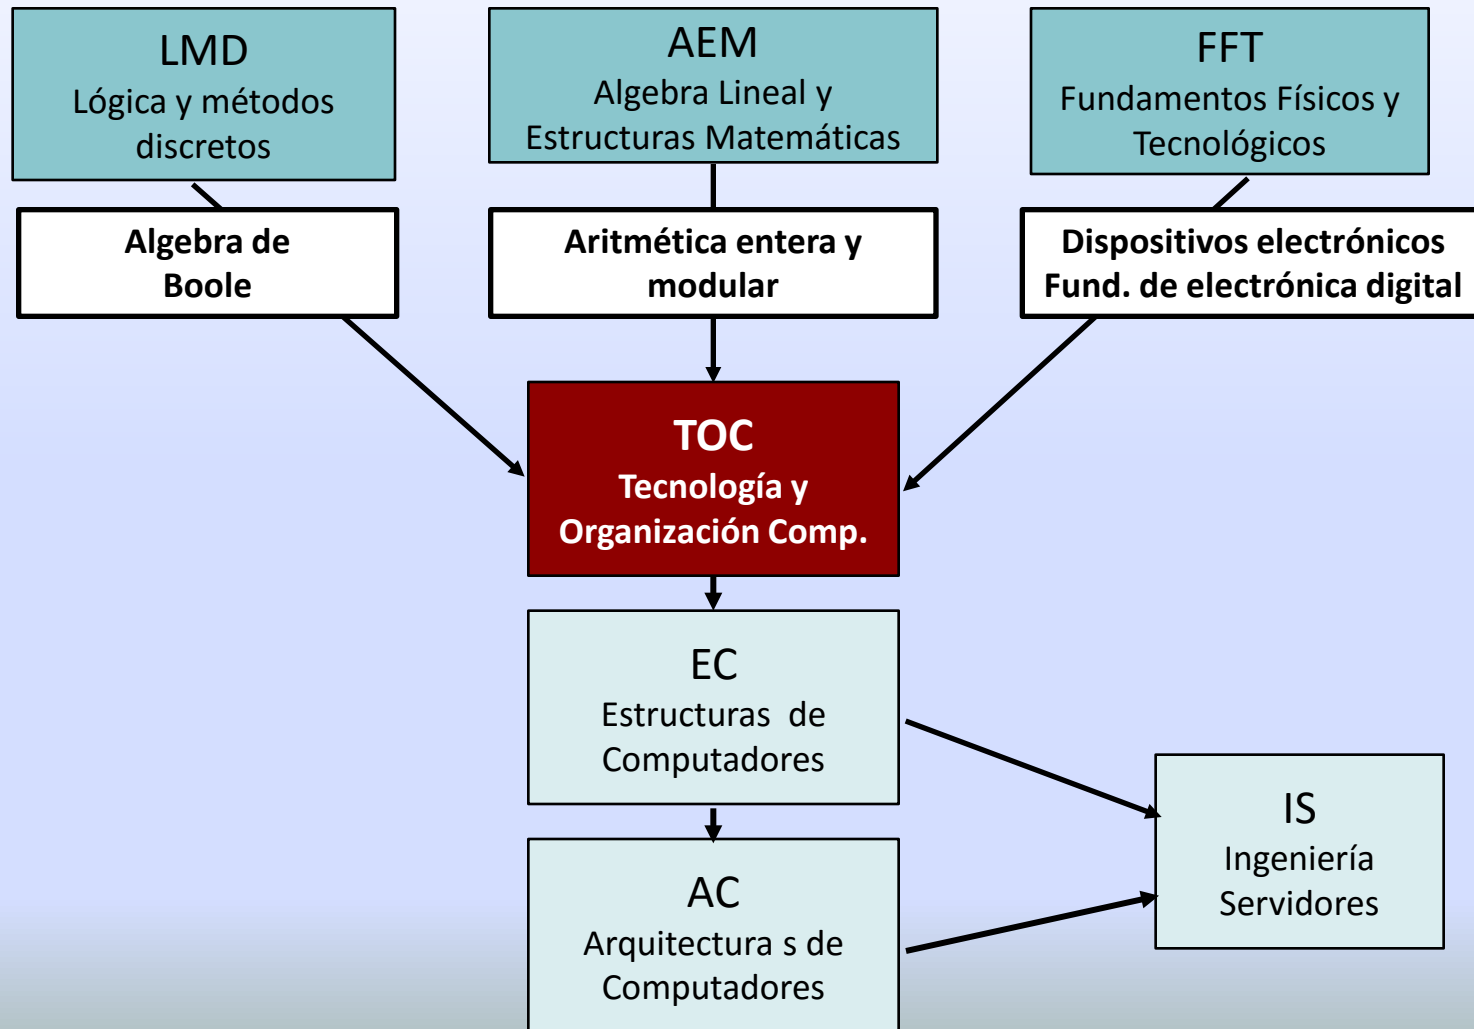 LMD
Lógica y métodos
discretos
AEM
Algebra Lineal y
Estructuras Matemáticas
FFT
Fundamentos Físicos y
Tecnológicos
Algebra de
Boole
Aritmética entera y
modular
Dispositivos electrónicos
Fund. de electrónica digital
TOC
Tecnología y
Organización Comp.
EC
Estructuras de
Computadores
IS
Ingeniería
Servidores
AC
Arquitectura s de
Computadores